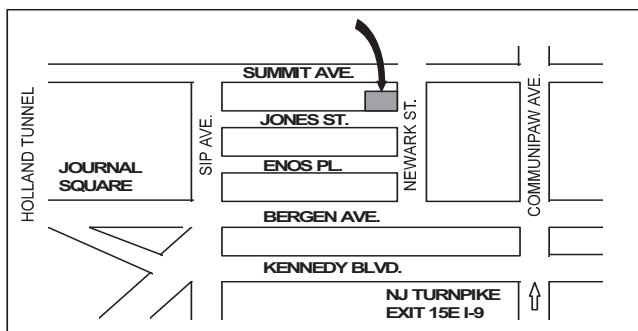 SUMMIT AVE.
HOLLAND TUNNEL
SIP AVE.
JONES ST.
NEWARK ST.
COMMUNIPAW AVE.
JOURNAL
SQUARE
ENOS PL.
BERGEN AVE.
KENNEDY BLVD.
NJ TURNPIKE
EXIT 15E I-9